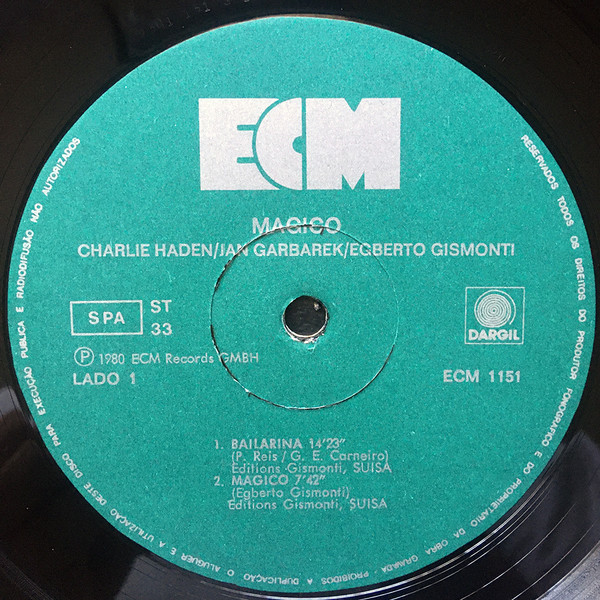 ECM
MAGICO
CHARLIE HADEN/JAN GARBAREK/EGBERTO GISMONTI
SPA
ST
33
DARGIL
Ⓟ 1980 ECM Records GMBH
LADO 1
ECM 1151
1. BAILARINA 14'23"
(P. Reis / G. E. Carneiro)
Editions Gismonti, SUISA
2. MAGICO 7'42"
(Egberto Gismonti)
Editions Gismonti, SUISA
RESERVADOS TODOS OS DIREITOS DO PRODUTOR FONOGRAFICO E DO PROPRIETARIO DA OBRA GRAVADA - PROIBIDOS A DUPLICAÇÃO O ALUGUER E A UTILIZAÇÃO DESTE DISCO PARA EXECUÇÃO PUBLICA E RADIODIFUSÃO NÃO AUTORIZADOS